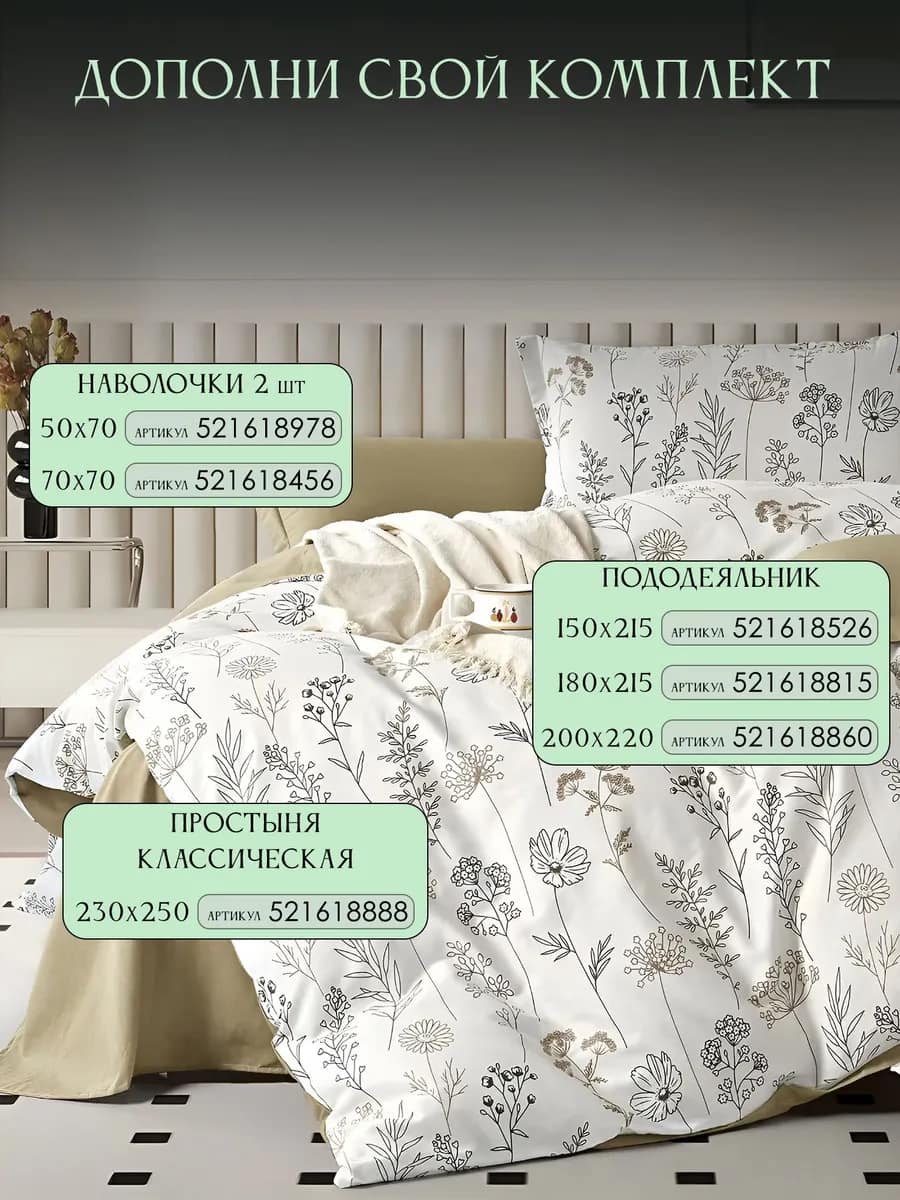 ДОПОЛНИ СВОЙ КОМПЛЕКТ
НАВОЛОЧКИ 2 шт
50х70 АРТИКУЛ 521618978
70х70 АРТИКУЛ 521618456
ПОДОДЕЯЛЬНИК
150х215 АРТИКУЛ 521618526
180х215 АРТИКУЛ 521618815
200х220 АРТИКУЛ 521618860
ПРОСТЫНЯ
КЛАССИЧЕСКАЯ
230х250 АРТИКУЛ 521618888